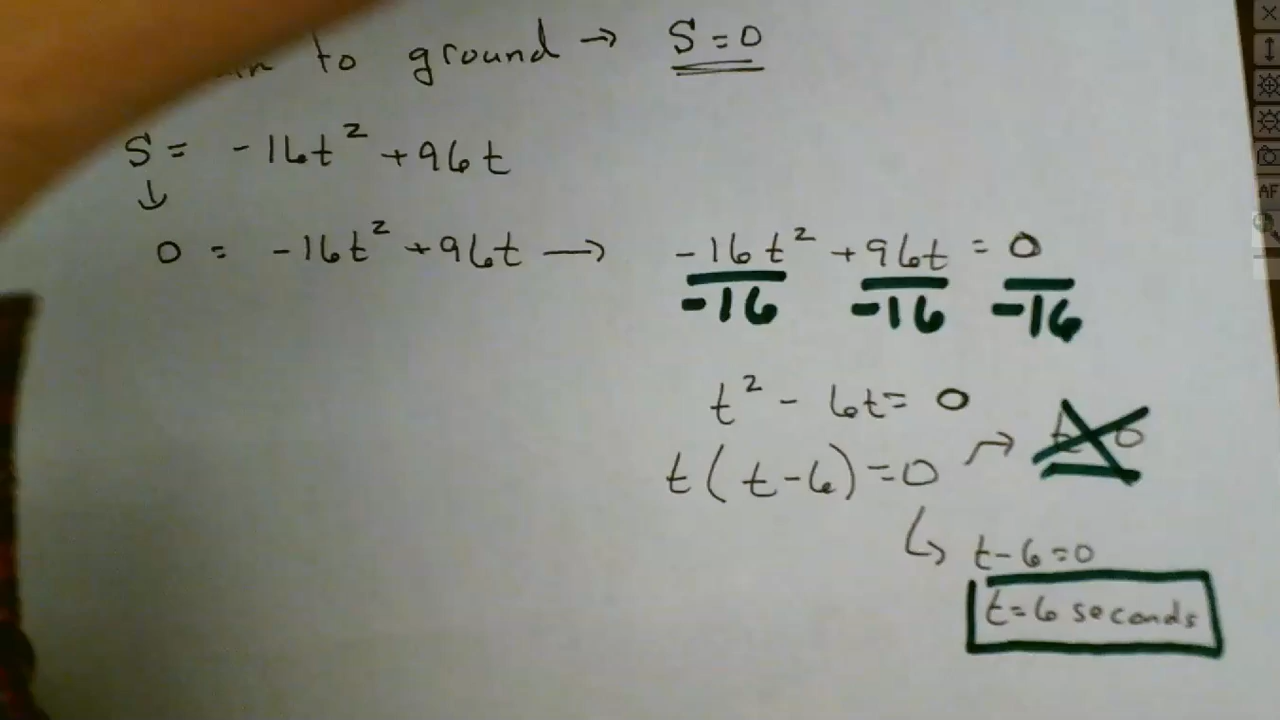 to ground → S=0
S = -16t² +96t
↓
0 = -16t² +96t → -16t² +96t = 0
-16 -16 -16
t² - 6t = 0
t(t-6)=0 →
↳ t-6=0
t=6 seconds
AF